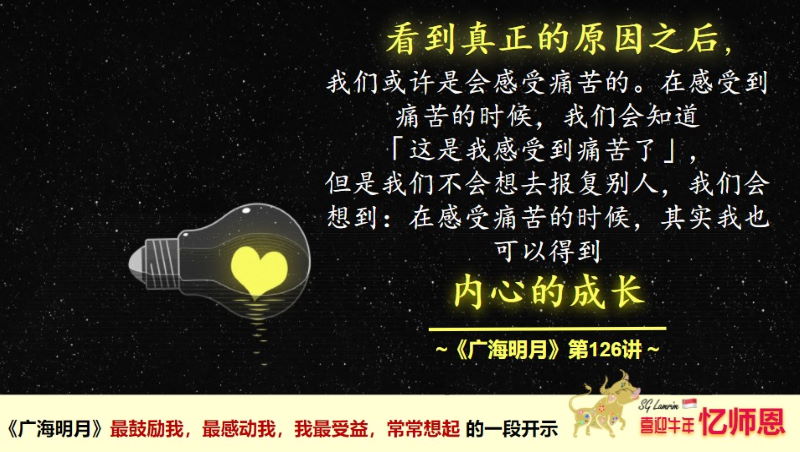 看到真正的原因之后，
我们或许是会感受痛苦的。在感受到
痛苦的时候，我们会知道
「这是我感受到痛苦了」，
但是我们不会想去报复别人，我们会
想到：在感受痛苦的时候，其实我也
可以得到
内心的成长
~《广海明月》第126讲 ~
SG Lamrim
喜迎牛年 忆师恩
《广海明月》最鼓励我，最感动我，我最受益，常常想起 的一段开示